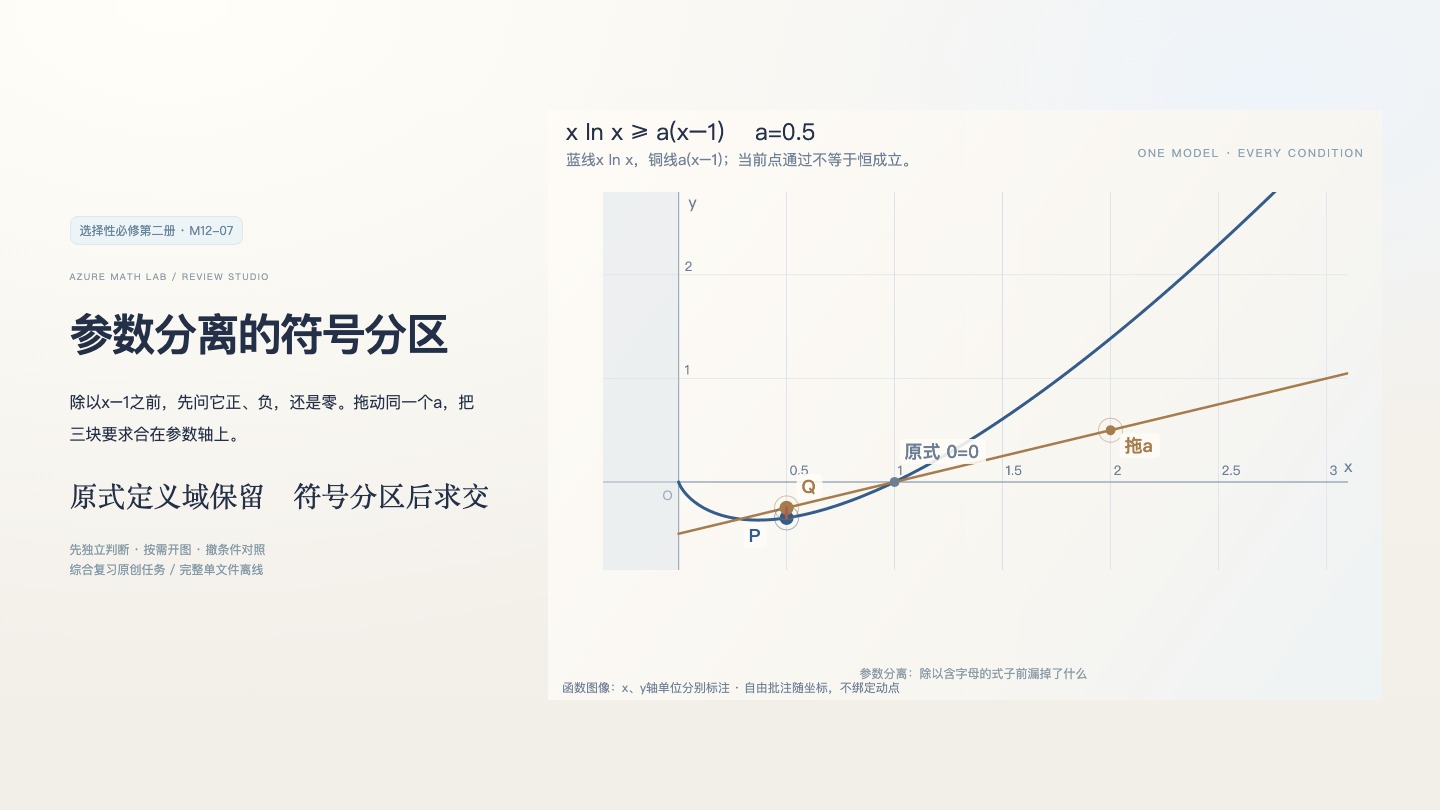 选择性必修第二册 · M12-07
AZURE MATH LAB / REVIEW STUDIO
参数分离的符号分区
除以x−1之前，先问它正、负，还是零。拖动同一个a，把
三块要求合在参数轴上。
原式定义域保留　符号分区后求交
先独立判断 · 按需开图 · 撤条件对照
综合复习原创任务 / 完整单文件离线
x ln x ⩾ a(x−1)　a=0.5
蓝线x ln x，铜线a(x−1)；当前点通过不等于恒成立。
ONE MODEL · EVERY CONDITION
y
2
1
原式 0=0
拖a
0.5
1
1.5
2
2.5
3
x
Q
O
P
参数分离：除以含字母的式子前漏掉了什么
函数图像：x、y轴单位分别标注 · 自由批注随坐标，不绑定动点